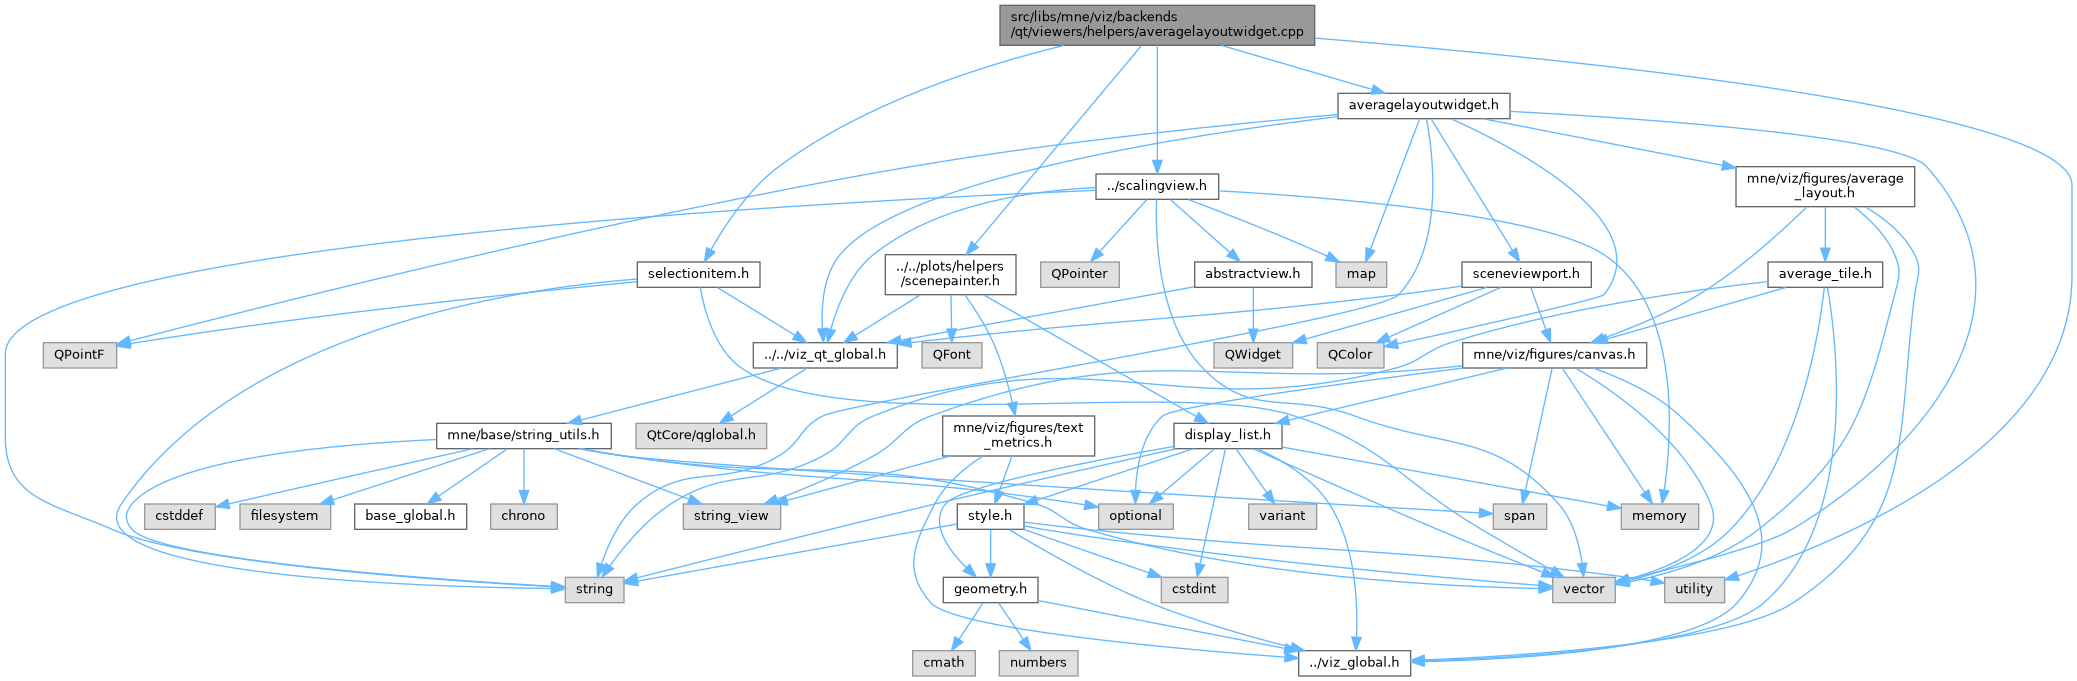 src/libs/mne/viz/backends
/qt/viewers/helpers/averagelayoutwidget.cpp
averagelayoutwidget.h
../scalingview.h
mne/viz/figures/average
_layout.h
selectionitem.h
../../plots/helpers
/scenepainter.h
QPointer
abstractview.h
map
sceneviewport.h
average_tile.h
QPointF
../../viz_qt_global.h
QFont
QWidget
QColor
mne/viz/figures/canvas.h
mne/base/string_utils.h
QtCore/qglobal.h
mne/viz/figures/text
_metrics.h
display_list.h
cstddef
filesystem
base_global.h
chrono
string_view
style.h
optional
variant
span
memory
string
geometry.h
cstdint
vector
utility
cmath
numbers
../viz_global.h